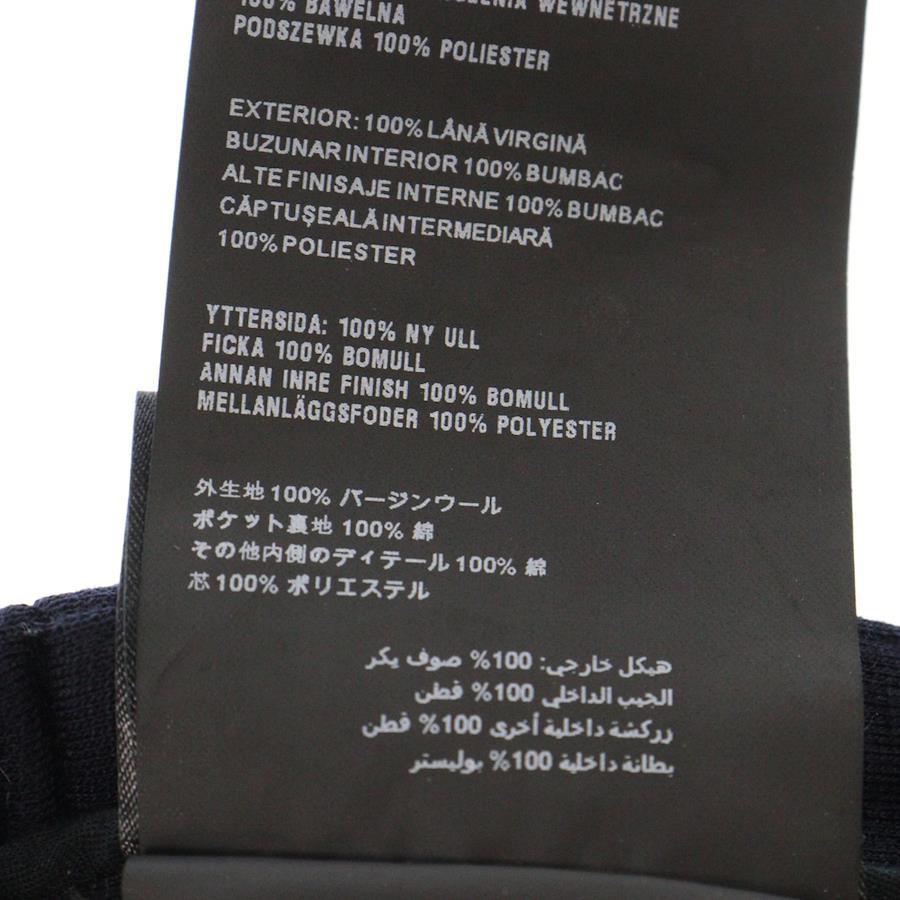 WEWNĘTRZNE
100% BAWEŁNA
PODSZEWKA 100% POLIESTER
EXTERIOR: 100% LÂNĂ VIRGINĂ
BUZUNAR INTERIOR 100% BUMBAC
ALTE FINISAJE INTERNE 100% BUMBAC
CĂPTUŞEALĂ INTERMEDIARĂ
100% POLIESTER
YTTERSIDA: 100% NY ULL
FICKA 100% BOMULL
ANNAN INRE FINISH 100% BOMULL
MELLANLÄGGSFODER 100% POLYESTER
外生地 100% バージンウール
ポケット裏地 100% 綿
その他内側のディテール 100% 綿
芯 100% ポリエステル
هيكل خارجي: 100% صوف يكر
الجيب الداخلي 100% قطن
رركشة داخلية أخرى 100% قطن
بطانة داخلية 100% بوليستر